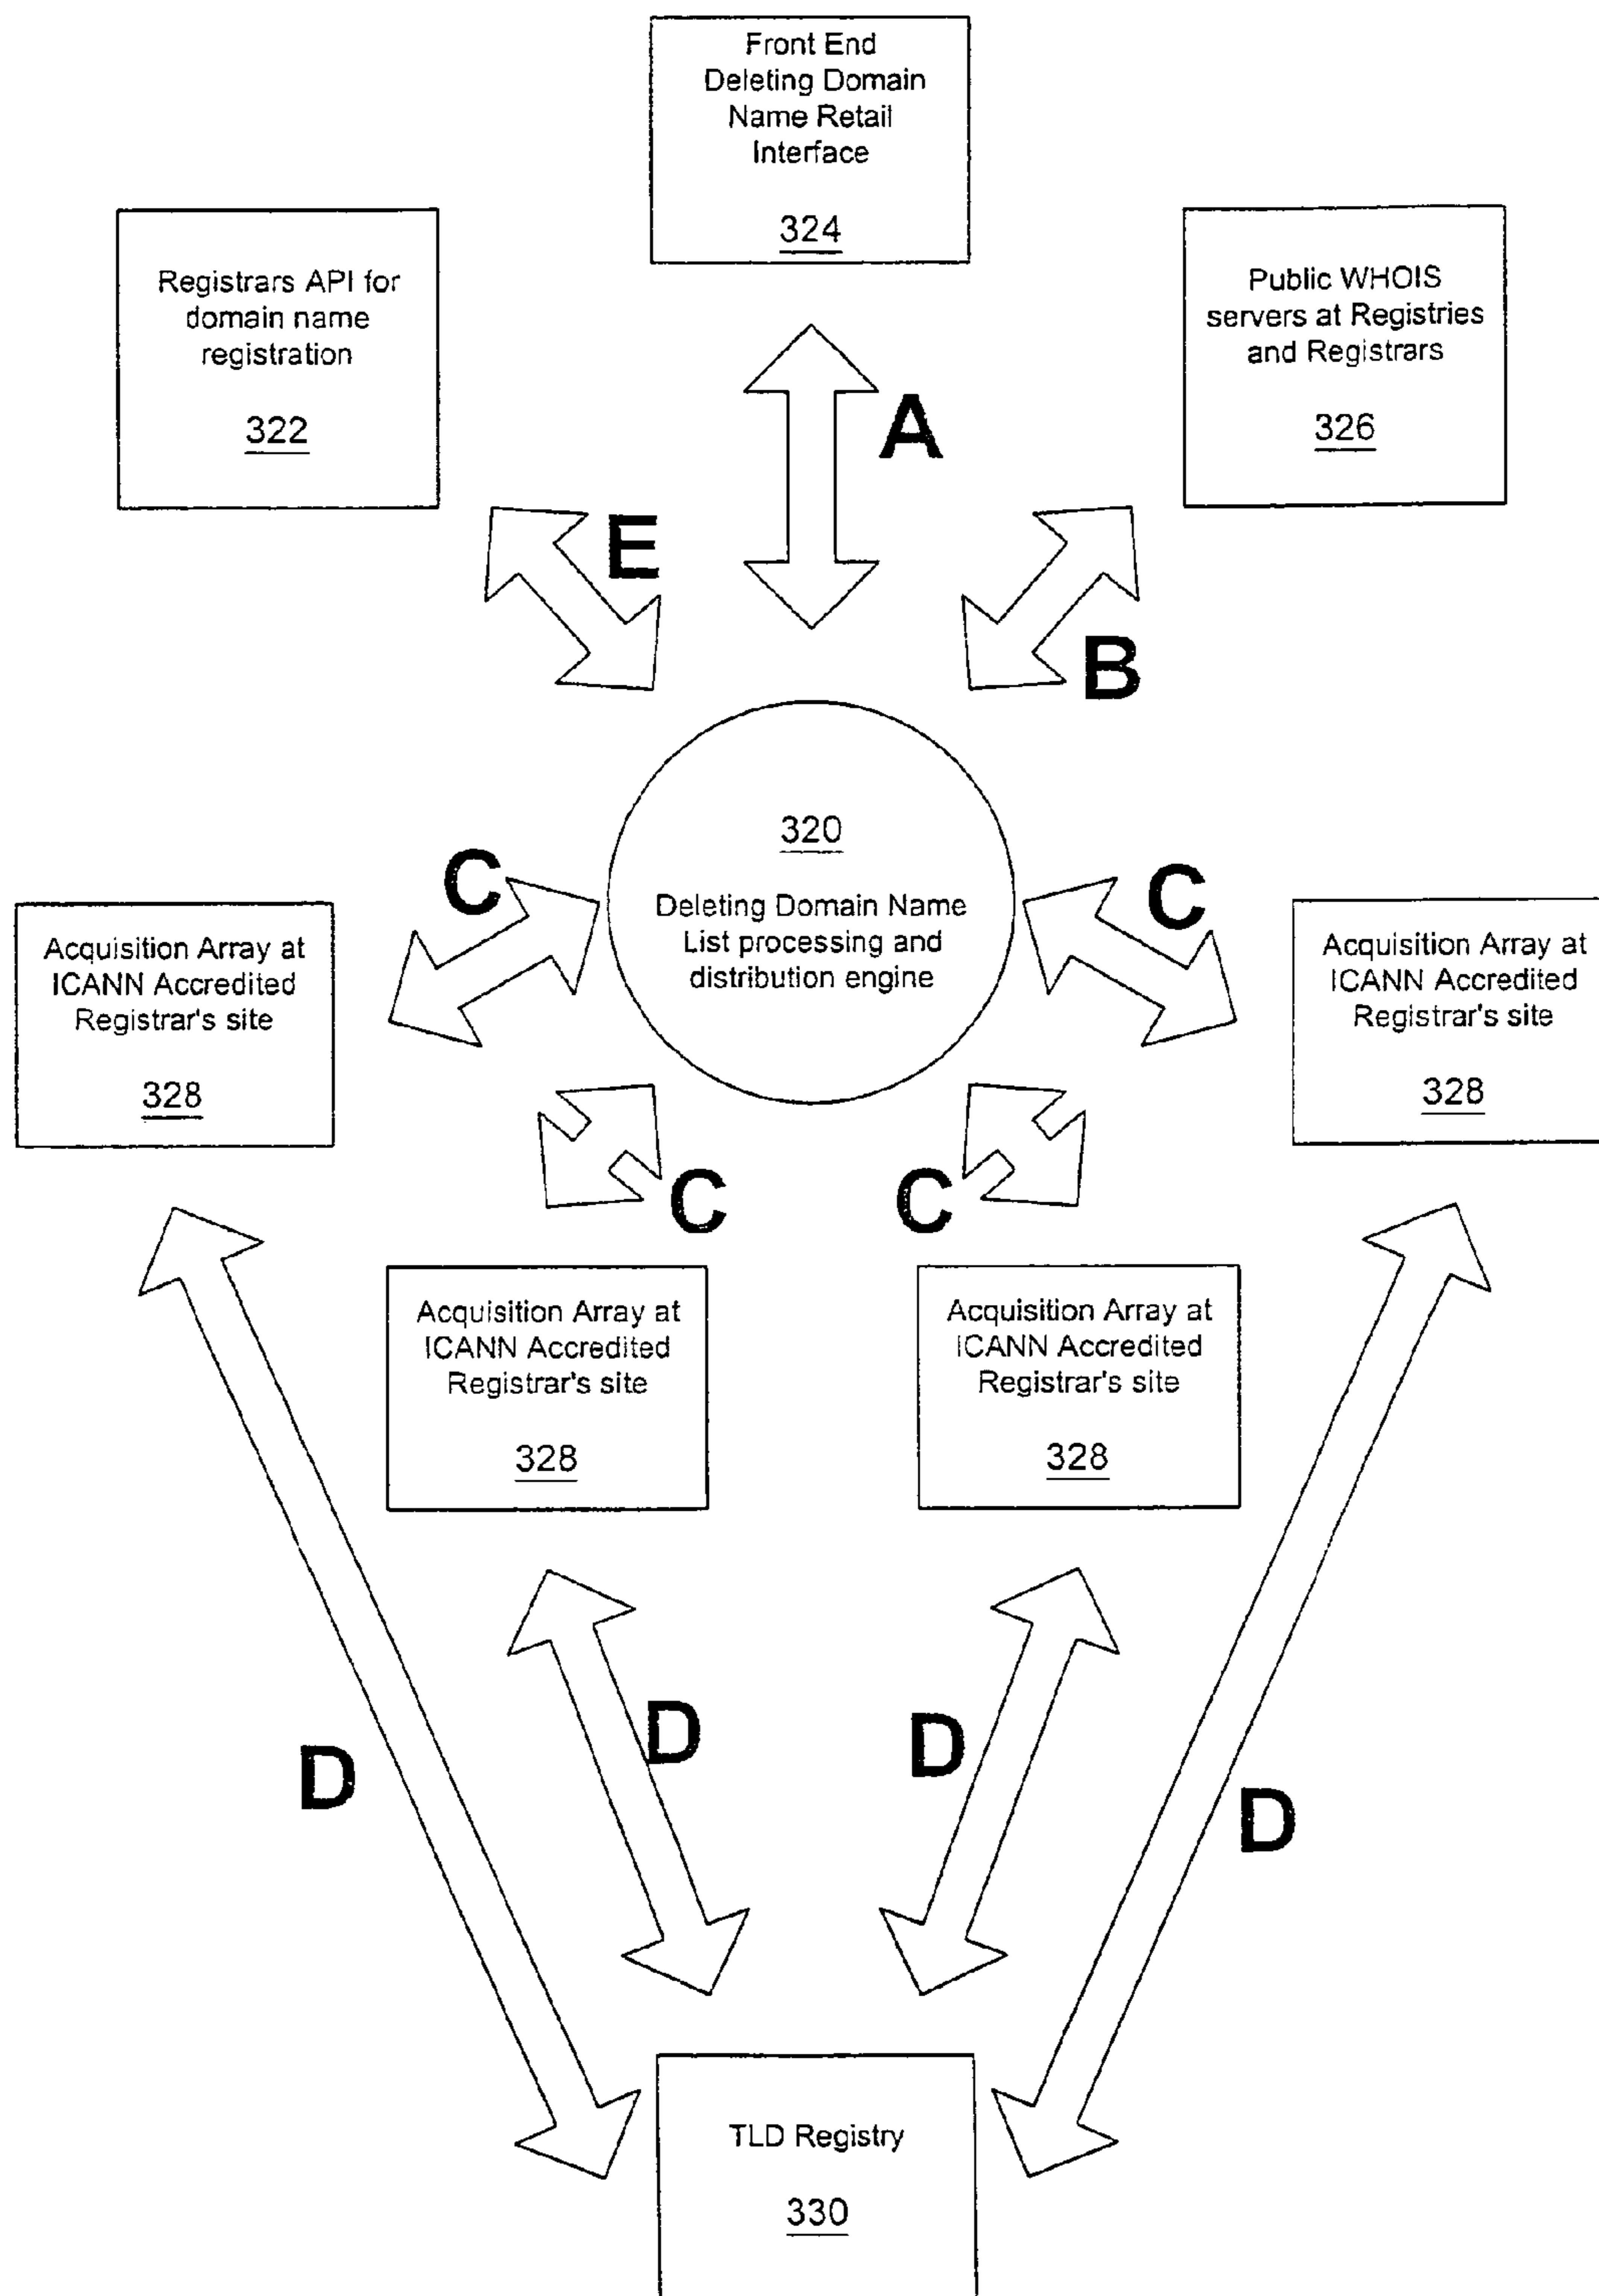 Front End
Deleting Domain
Name Retail
Interface
324
Registrars API for
domain name
registration
322
Public WHOIS
servers at Registries
and Registrars
326
A
E
B
320
Deleting Domain Name
List processing and
distribution engine
C
C
Acquisition Array at
ICANN Accredited
Registrar's site
328
Acquisition Array at
ICANN Accredited
Registrar's site
328
C
C
Acquisition Array at
ICANN Accredited
Registrar's site
328
Acquisition Array at
ICANN Accredited
Registrar's site
328
D
D
D
D
TLD Registry
330